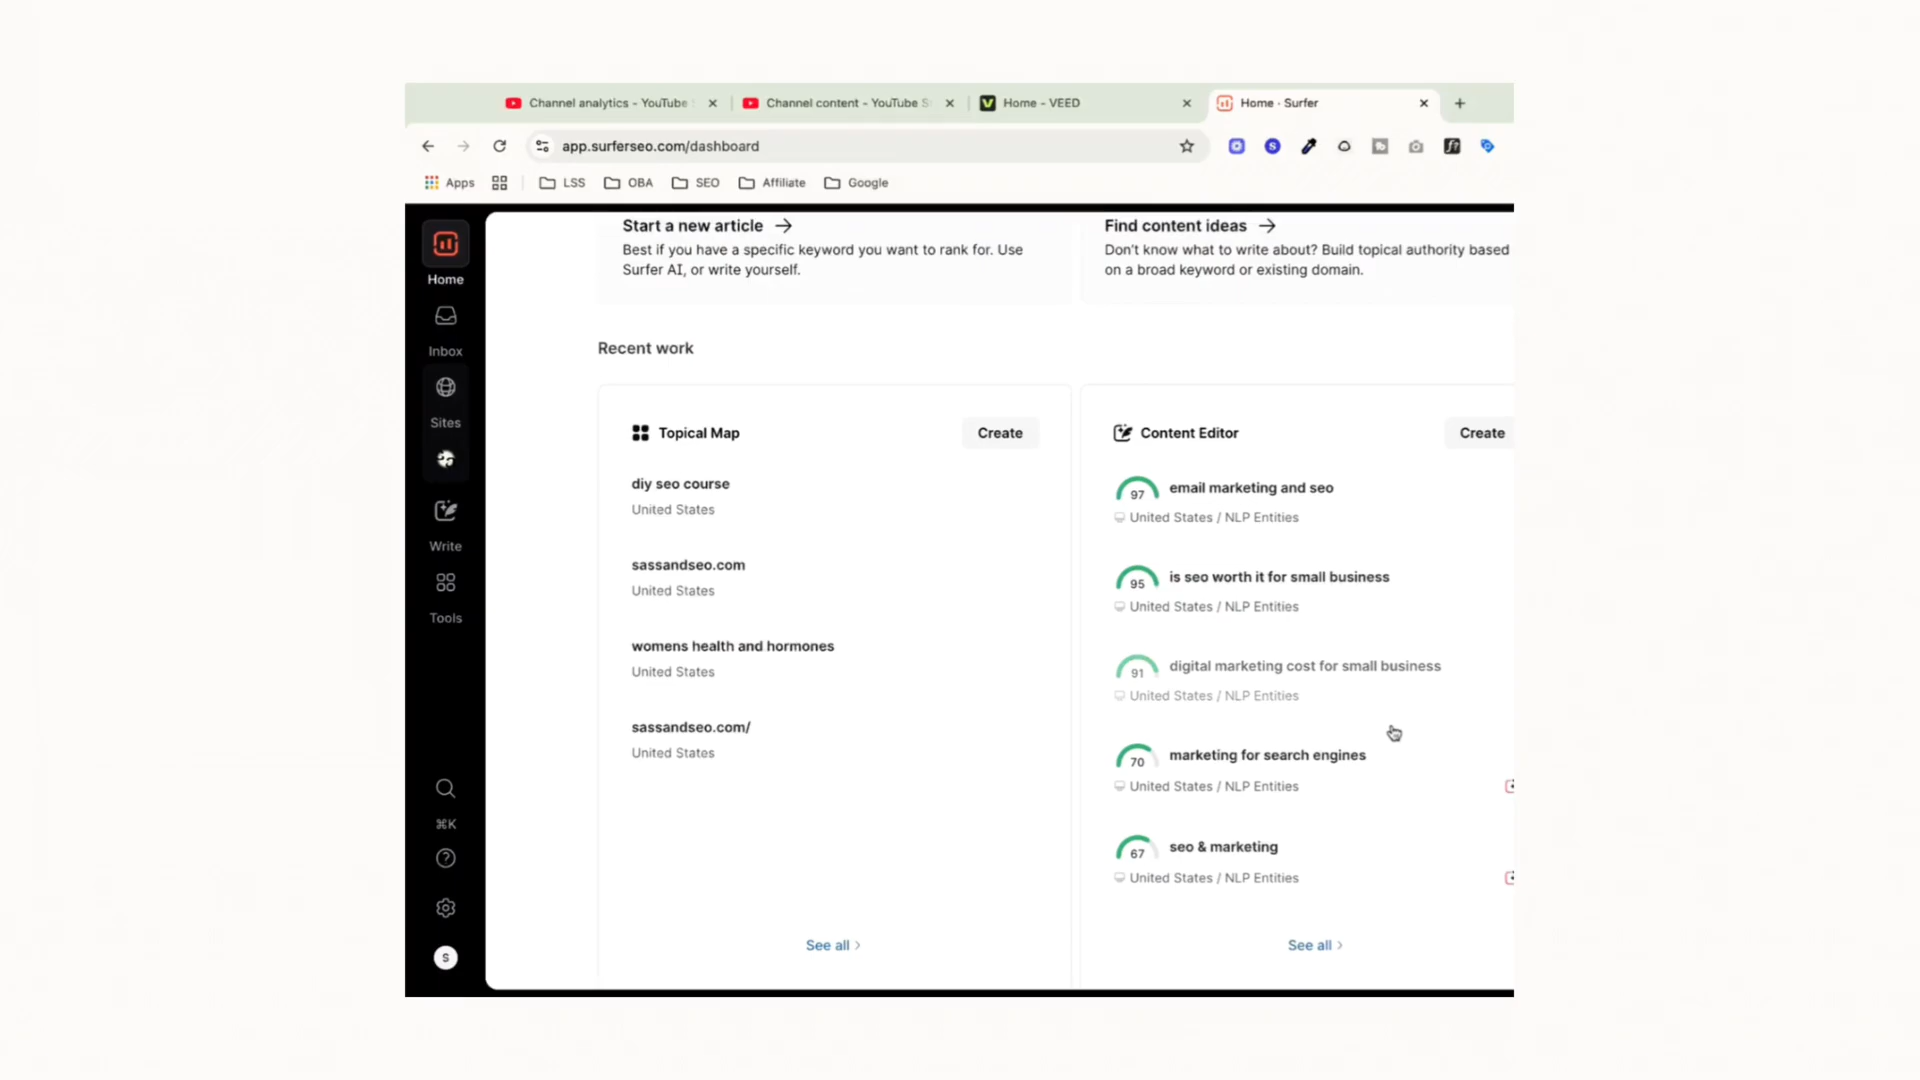 Channel analytics - YouTube
Channel content - YouTube S
Home - VEED
Home · Surfer
app.surferseo.com/dashboard
Apps
LSS
OBA
SEO
Affiliate
Google
Home
Inbox
Sites
Write
Tools
⌘K
S
Start a new article →
Best if you have a specific keyword you want to rank for. Use
Surfer AI, or write yourself.
Find content ideas →
Don't know what to write about? Build topical authority based
on a broad keyword or existing domain.
Recent work
Topical Map
Create
diy seo course
United States
sassandseo.com
United States
womens health and hormones
United States
sassandseo.com/
United States
See all >
Content Editor
Create
97 email marketing and seo
United States / NLP Entities
95 is seo worth it for small business
United States / NLP Entities
91 digital marketing cost for small business
United States / NLP Entities
70 marketing for search engines
United States / NLP Entities
67 seo & marketing
United States / NLP Entities
See all >